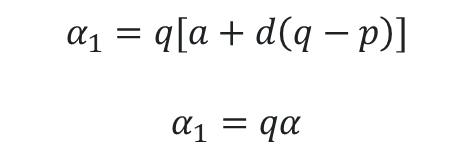 α₁ = q[a + d(q − p)]
α₁ = qα